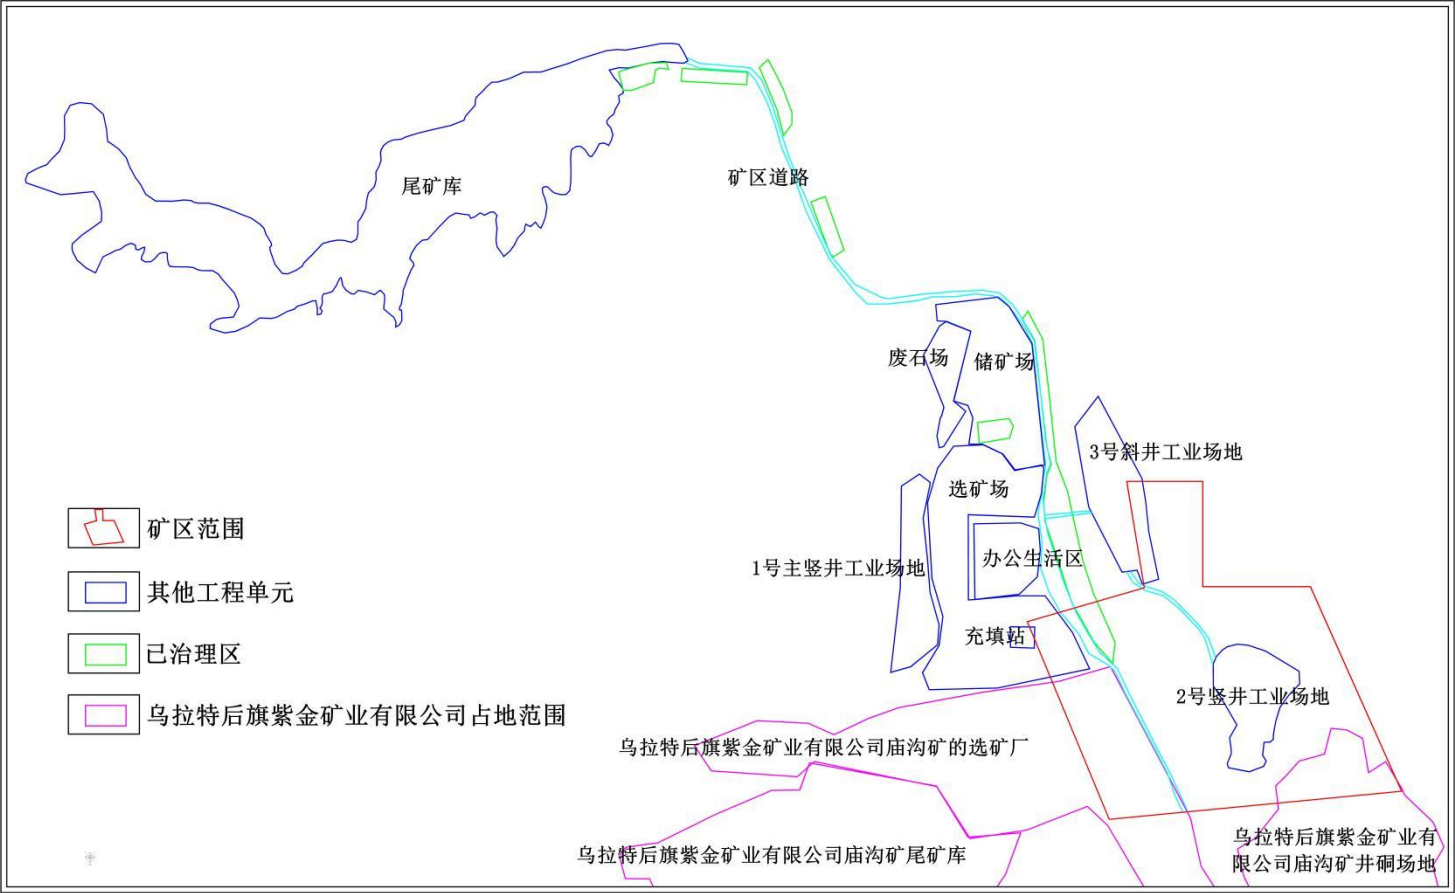 尾矿库
矿区道路
废石场
储矿场
3号斜井工业场地
选矿场
1号主竖井工业场地
办公生活区
充填站
2号竖井工业场地
矿区范围
其他工程单元
已治理区
乌拉特后旗紫金矿业有限公司占地范围
乌拉特后旗紫金矿业有限公司庙沟矿的选矿厂
乌拉特后旗紫金矿业有限公司庙沟矿尾矿库
乌拉特后旗紫金矿业有
限公司庙沟矿井硐场地